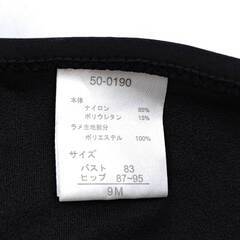 50-0190
本体
ナイロン 85%
ポリウレタン 15%
ラメ生地部分
ポリエステル 100%
サイズ
バスト 83
ヒップ 87~95
9M